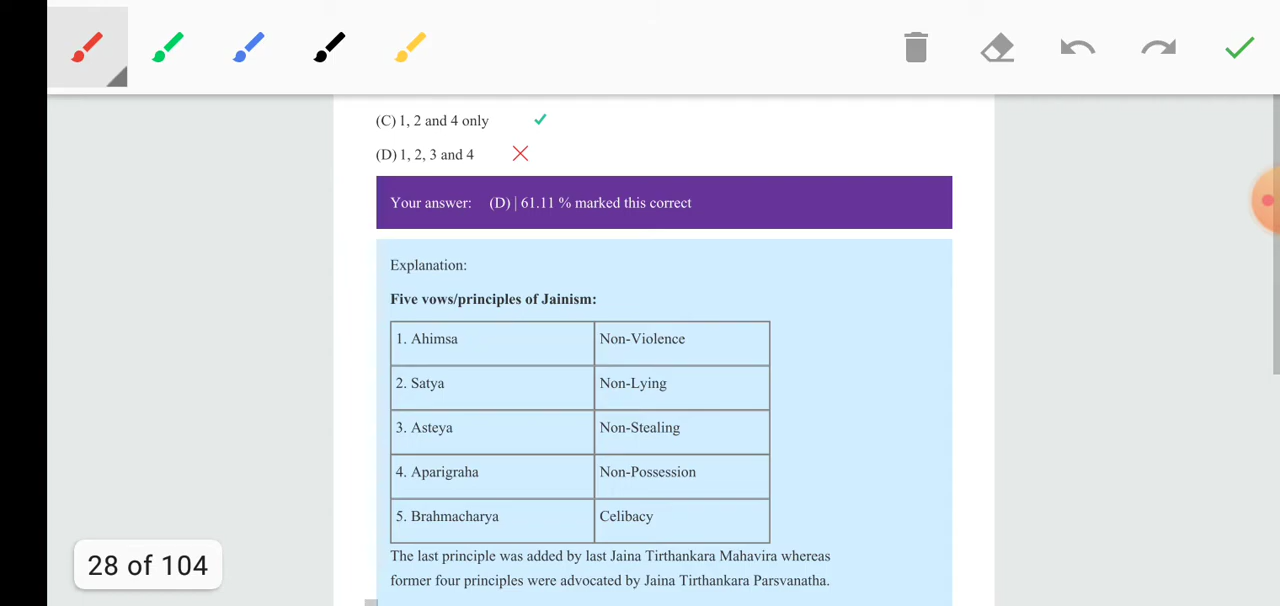 (C) 1, 2 and 4 only
(D) 1, 2, 3 and 4
Your answer: (D) | 61.11 % marked this correct
Explanation:
Five vows/principles of Jainism:
1. Ahimsa Non-Violence
2. Satya Non-Lying
3. Asteya Non-Stealing
4. Aparigraha Non-Possession
5. Brahmacharya Celibacy
The last principle was added by last Jaina Tirthankara Mahavira whereas
former four principles were advocated by Jaina Tirthankara Parsvanatha.
28 of 104